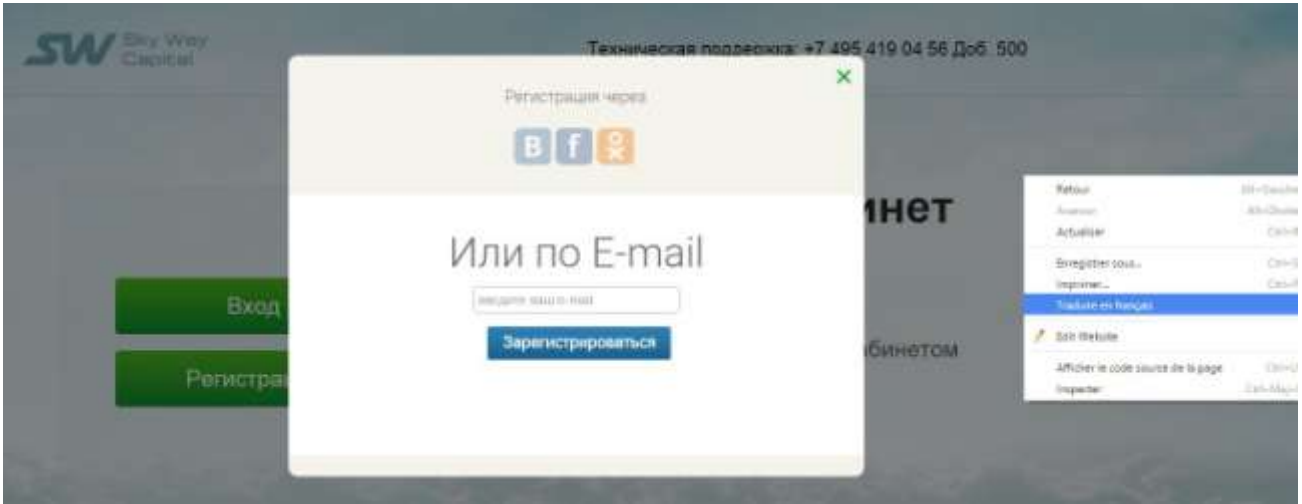 SW Sky Way
Capital
Техническая поддержка: +7 495 419 04 56 Доб. 500
Регистрация через
В f
инет
Или по E-mail
введите ваш e-mail
Зарегистрироваться
Вход
Регистрац
бинетом
Retour
Actualiser
Enregistrer sous...
Imprimer...
Traduire en français
Edit Website
Afficher le code source de la page
Inspecter